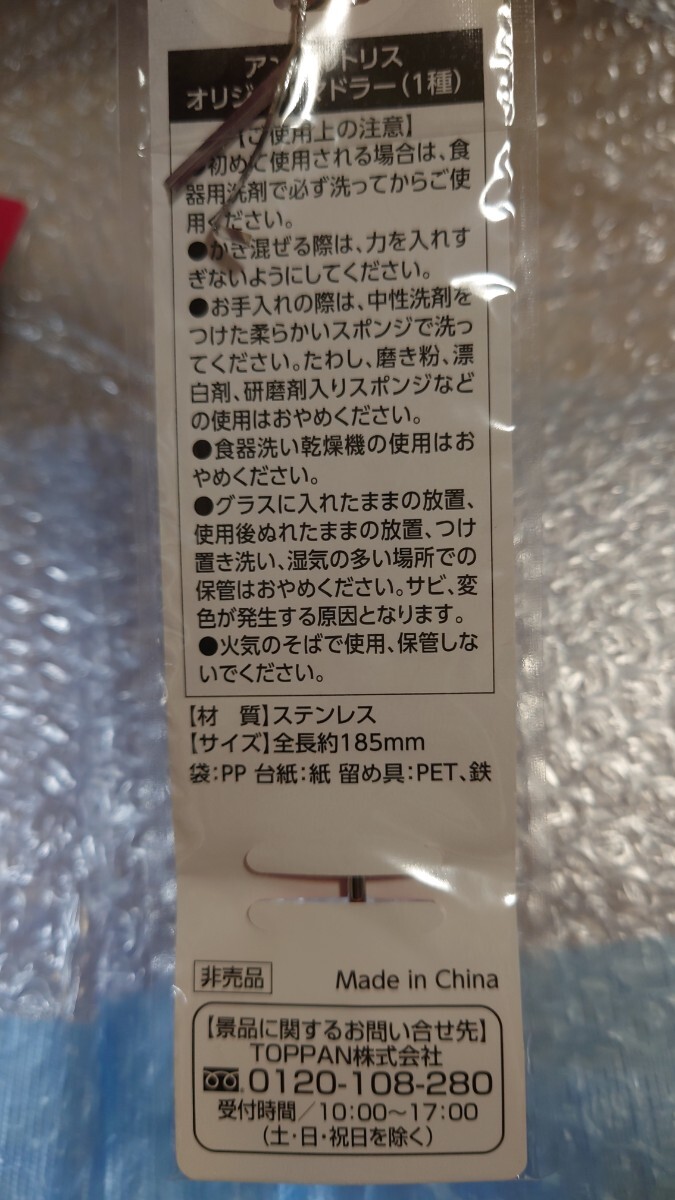 アン トリス
オリジ マドラー(1種)
【ご使用上の注意】
初めて使用される場合は、食
器用洗剤で必ず洗ってからご使
用ください。
●かき混ぜる際は、力を入れす
ぎないようにしてください。
●お手入れの際は、中性洗剤を
つけた柔らかいスポンジで洗っ
てください。たわし、磨き粉、漂
白剤、研磨剤入りスポンジなど
の使用はおやめください。
●食器洗い乾燥機の使用はお
やめください。
●グラスに入れたままの放置、
使用後ぬれたままの放置、つけ
置き洗い、湿気の多い場所での
保管はおやめください。サビ、変
色が発生する原因となります。
●火気のそばで使用、保管しな
いでください。
【材　質】ステンレス
【サイズ】全長約185mm
袋:PP 台紙:紙 留め具:PET、鉄
非売品 Made in China
【景品に関するお問い合せ先】
TOPPAN株式会社
0120-108-280
受付時間/10:00〜17:00
(土・日・祝日を除く)